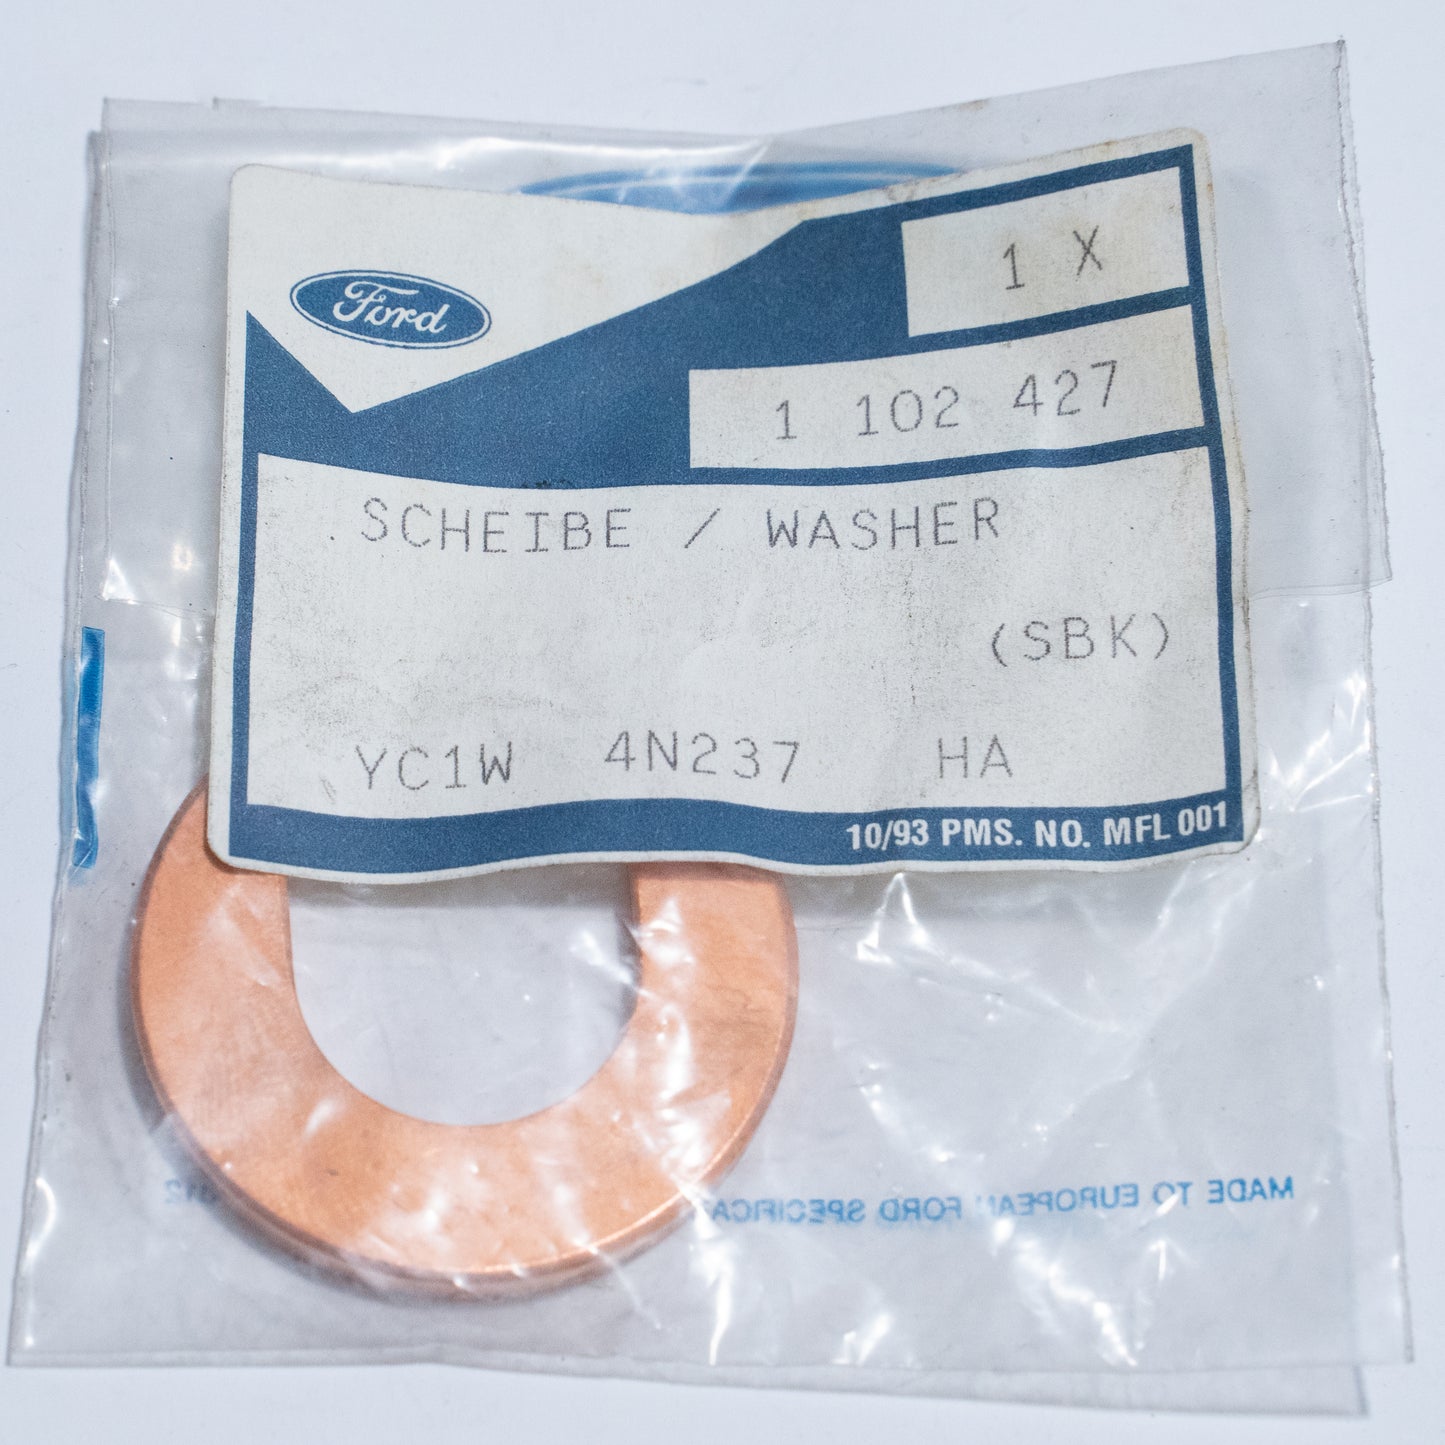 Ford
1 X
1 102 427
SCHEIBE / WASHER
(SBK)
YC1W 4N237 HA
10/93 PMS. NO. MFL 001
MADE TO EUROPEAN FORD